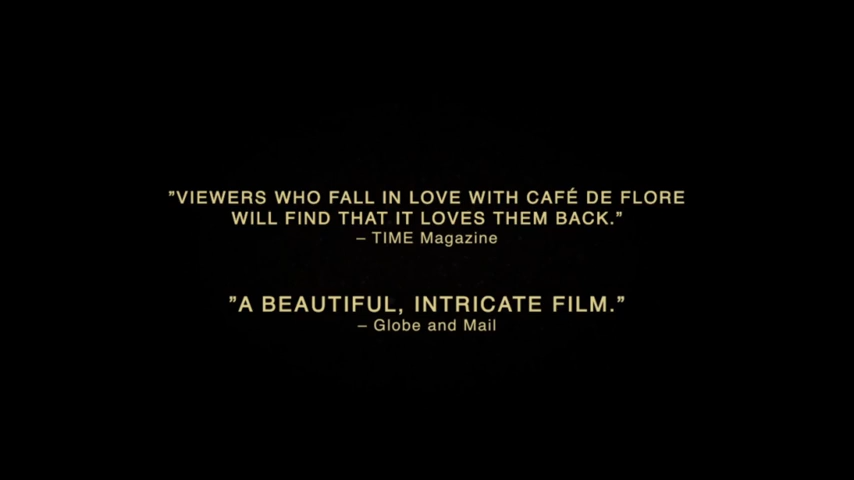 ”VIEWERS WHO FALL IN LOVE WITH CAFÉ DE FLORE
WILL FIND THAT IT LOVES THEM BACK.”
– TIME Magazine
”A BEAUTIFUL, INTRICATE FILM.”
– Globe and Mail